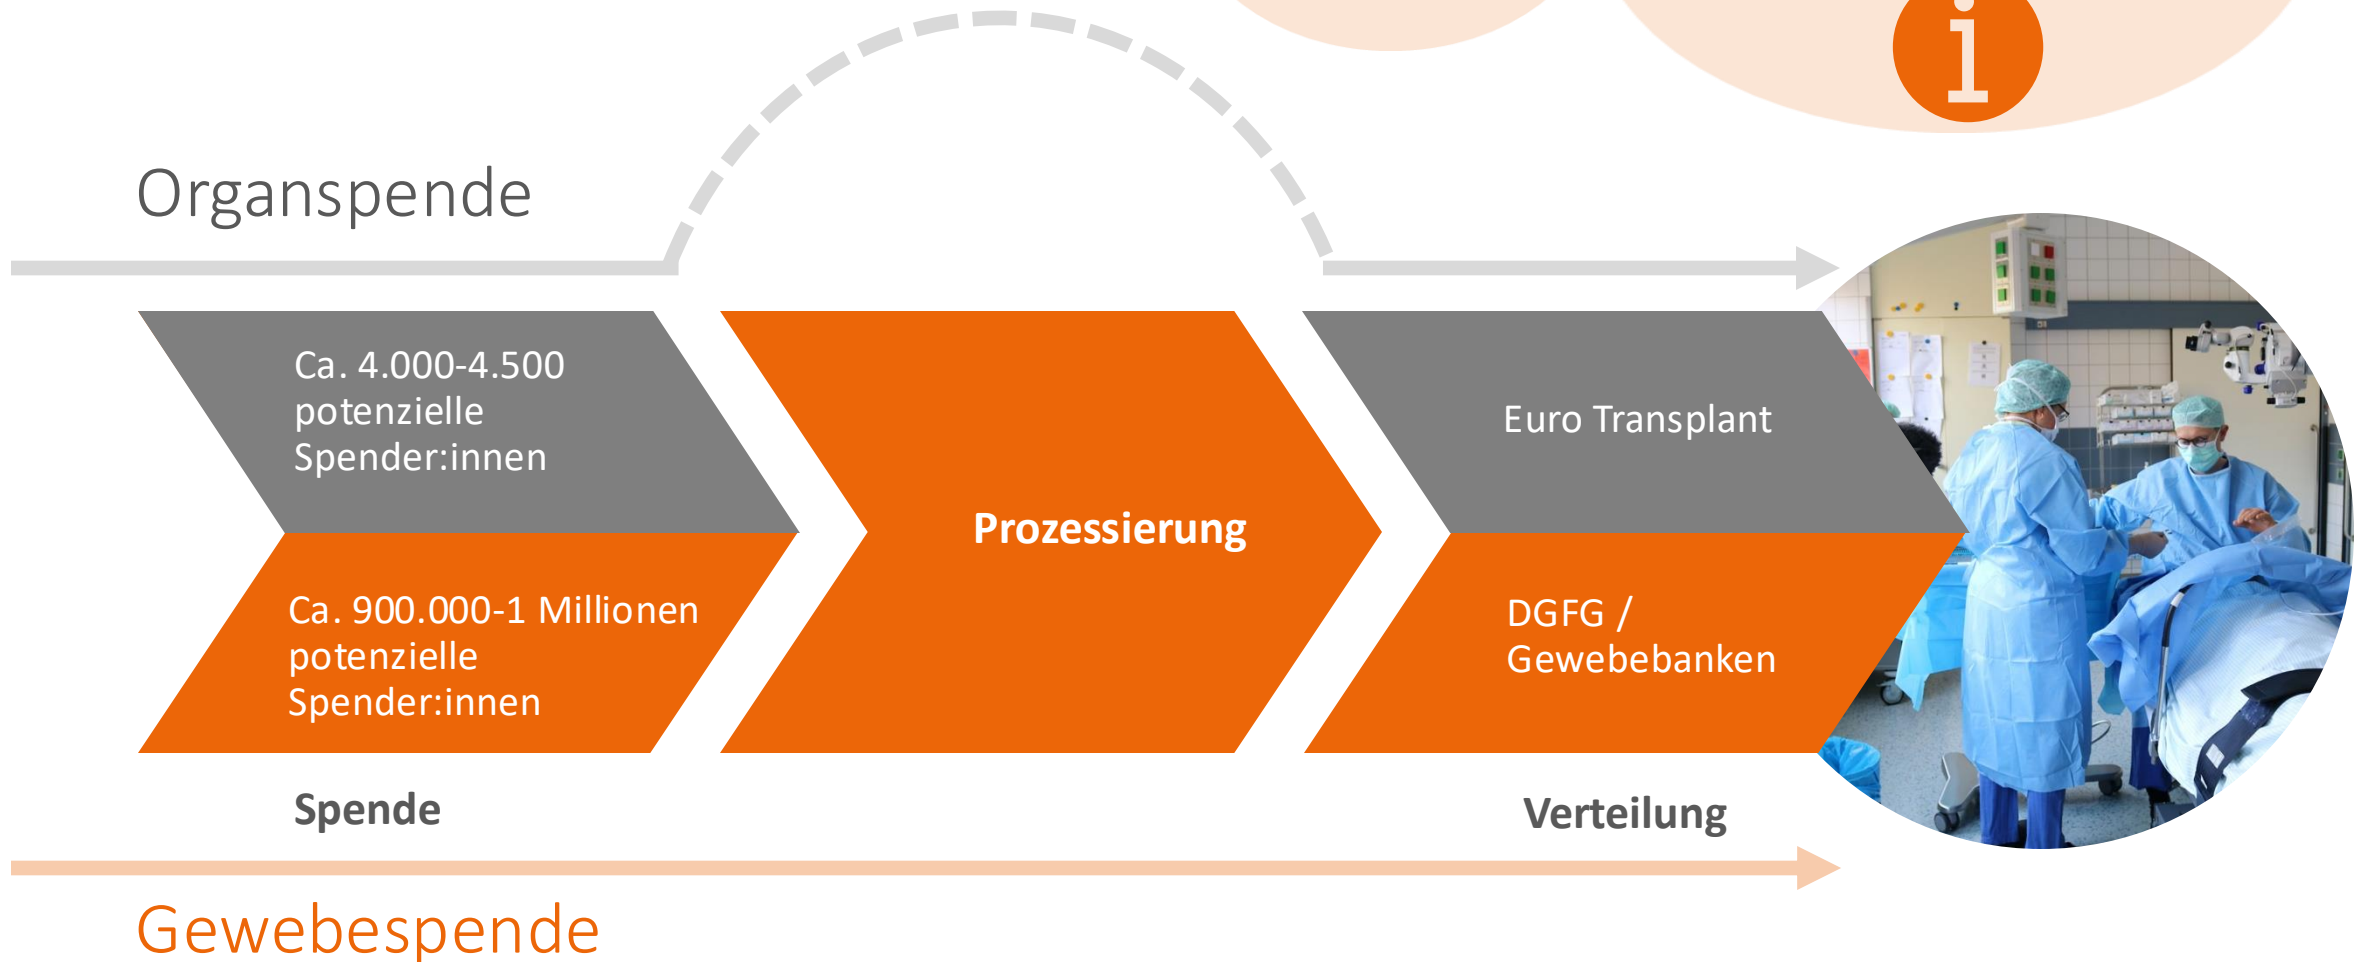 Organspende
Ca. 4.000-4.500
potenzielle
Spender:innen
Ca. 900.000-1 Millionen
potenzielle
Spender:innen
Prozessierung
Euro Transplant
DGFG /
Gewebebanken
Spende
Verteilung
Gewebespende